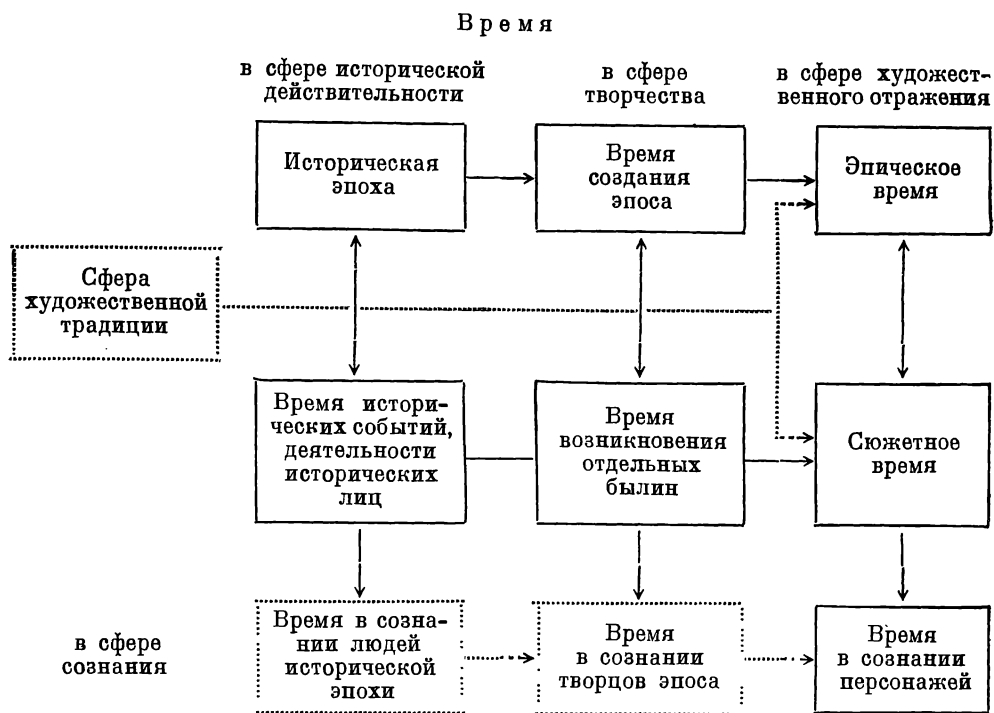 Время
в сфере исторической
действительности
в сфере
творчества
в сфере художест-
венного отражения
Историческая
эпоха
Время
создания
эпоса
Эпическое
время
Сфера
художественной
традиции
Время истори-
ческих событий,
деятельности
исторических
лиц
Время
возникновения
отдельных
былин
Сюжетное
время
в сфере
сознания
Время в созна-
нии людей
исторической
эпохи
Время
в сознании
творцов эпоса
Время
в сознании
персонажей